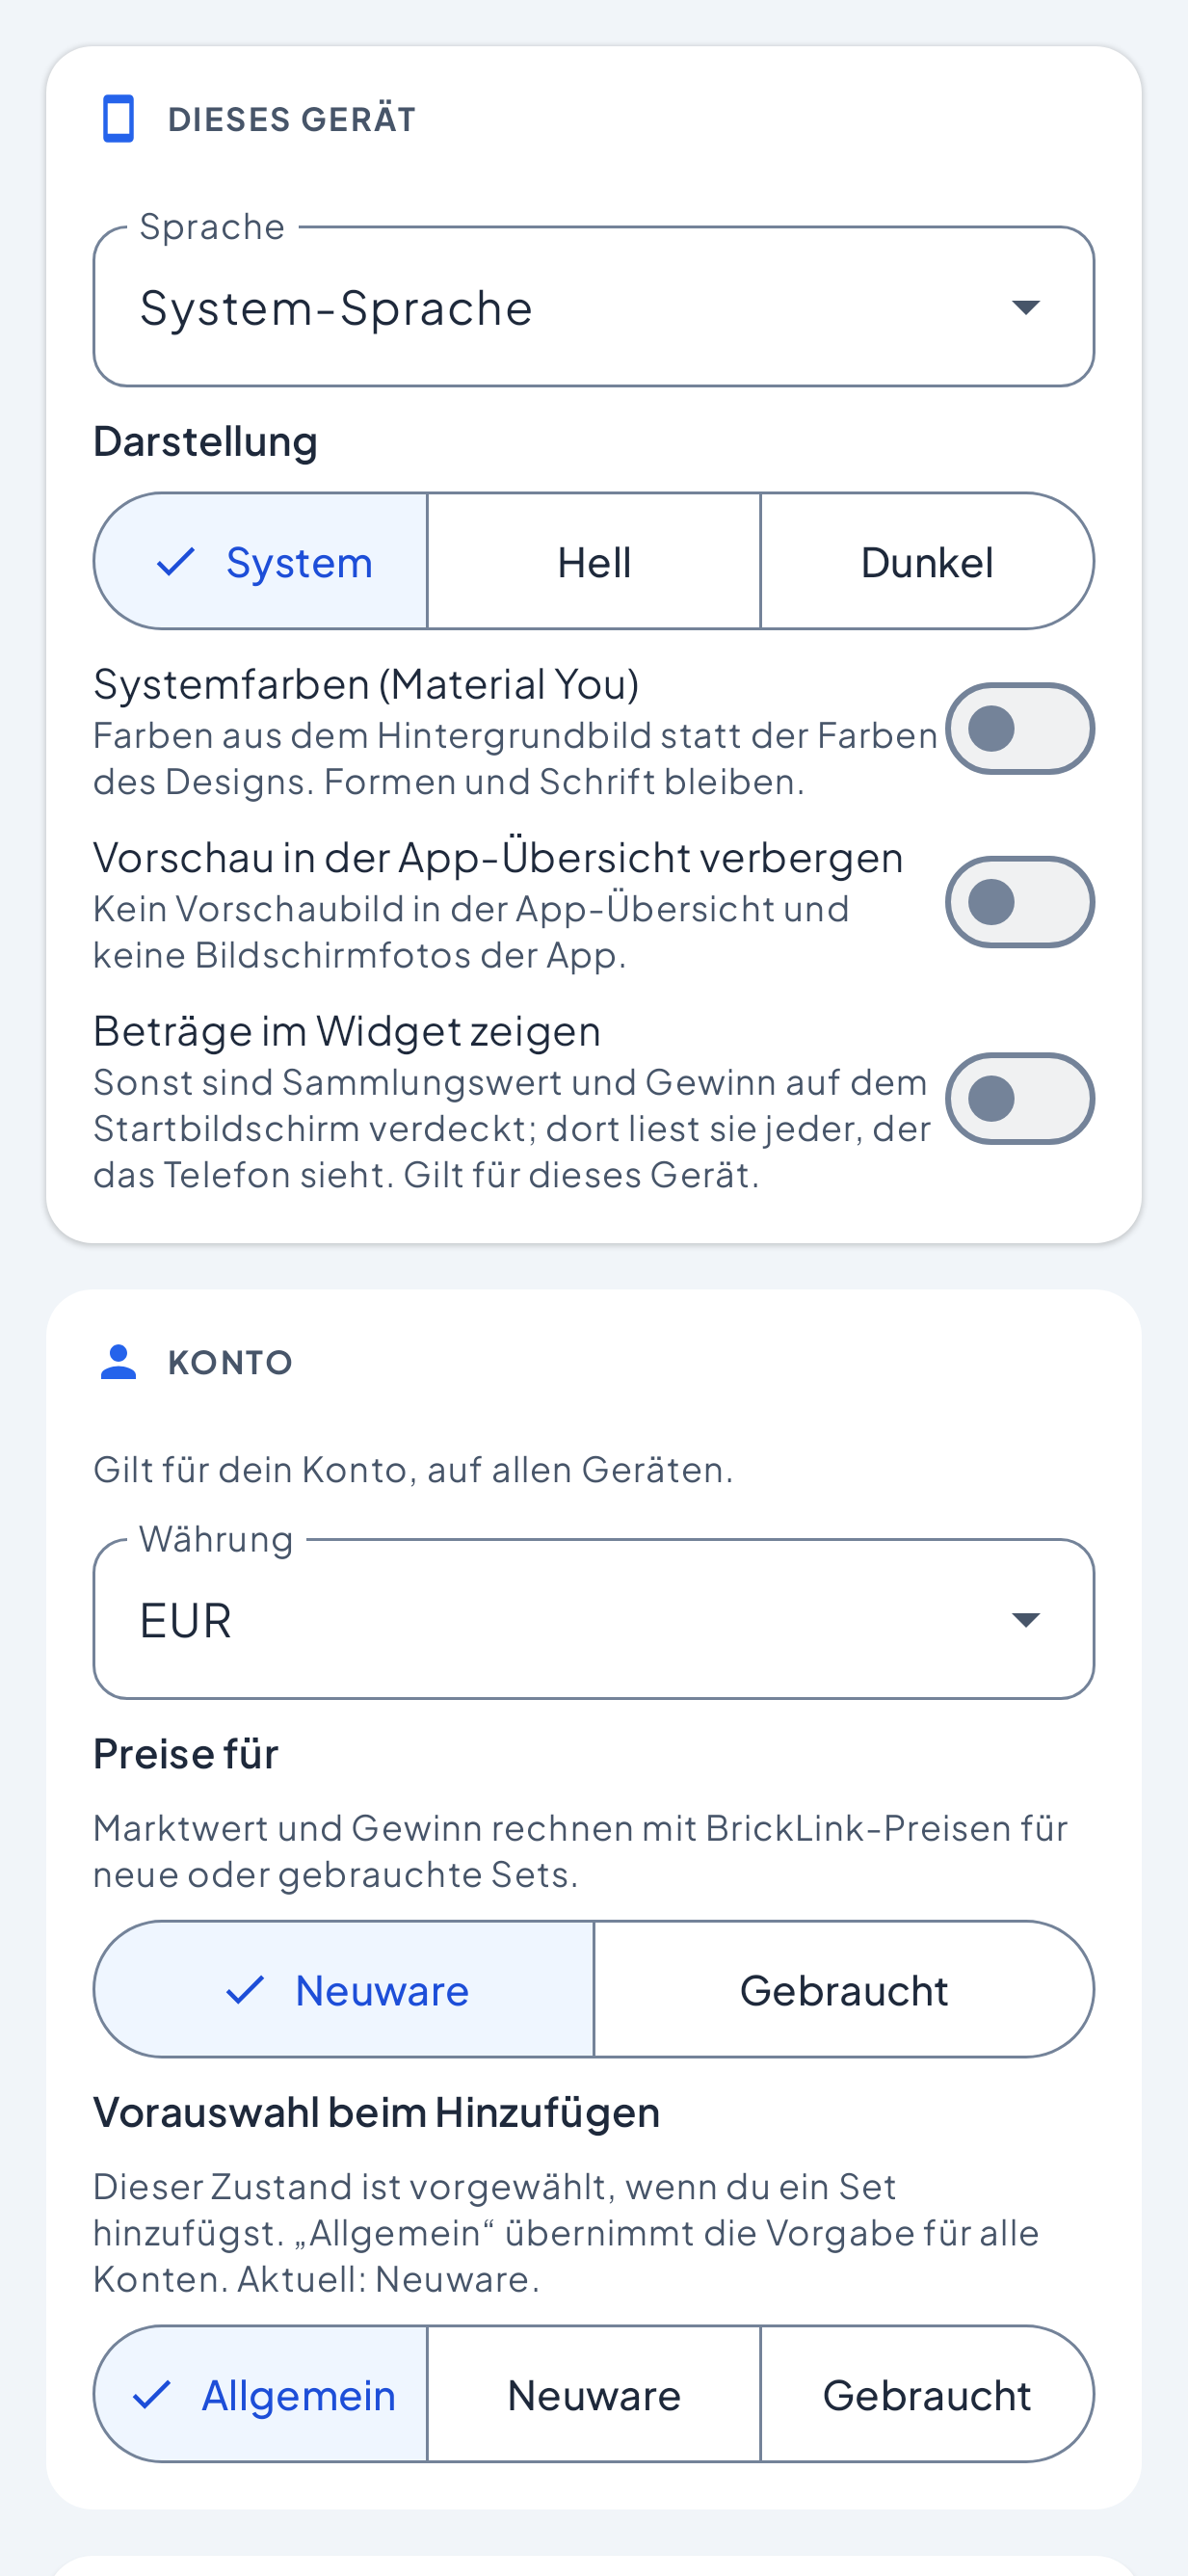 DIESES GERÄT
Sprache
System-Sprache
Darstellung
System
Hell
Dunkel
Systemfarben (Material You)
Farben aus dem Hintergrundbild statt der Farben
des Designs. Formen und Schrift bleiben.
Vorschau in der App-Übersicht verbergen
Kein Vorschaubild in der App-Übersicht und
keine Bildschirmfotos der App.
Beträge im Widget zeigen
Sonst sind Sammlungswert und Gewinn auf dem
Startbildschirm verdeckt; dort liest sie jeder, der
das Telefon sieht. Gilt für dieses Gerät.
KONTO
Gilt für dein Konto, auf allen Geräten.
Währung
EUR
Preise für
Marktwert und Gewinn rechnen mit BrickLink-Preisen für
neue oder gebrauchte Sets.
Neuware
Gebraucht
Vorauswahl beim Hinzufügen
Dieser Zustand ist vorgewählt, wenn du ein Set
hinzufügst. „Allgemein“ übernimmt die Vorgabe für alle
Konten. Aktuell: Neuware.
Allgemein
Neuware
Gebraucht